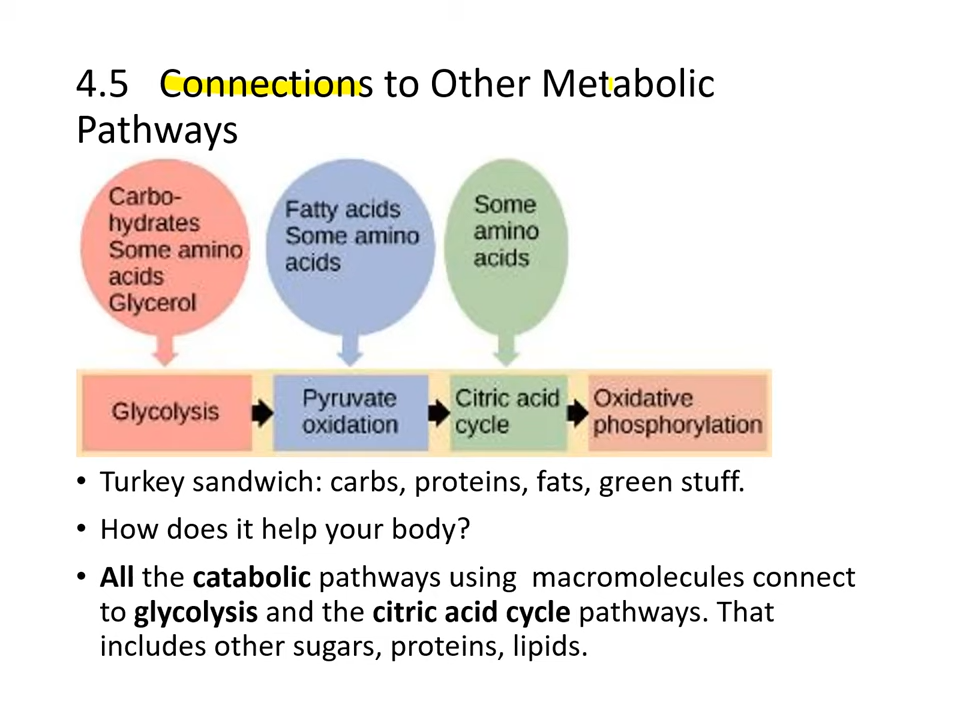 4.5 Connections to Other Metabolic
Pathways
Carbo-
hydrates
Some amino
acids
Glycerol
Fatty acids
Some amino
acids
Some
amino
acids
Glycolysis
Pyruvate
oxidation
Citric acid
cycle
Oxidative
phosphorylation
• Turkey sandwich: carbs, proteins, fats, green stuff.
• How does it help your body?
• All the catabolic pathways using macromolecules connect
to glycolysis and the citric acid cycle pathways. That
includes other sugars, proteins, lipids.